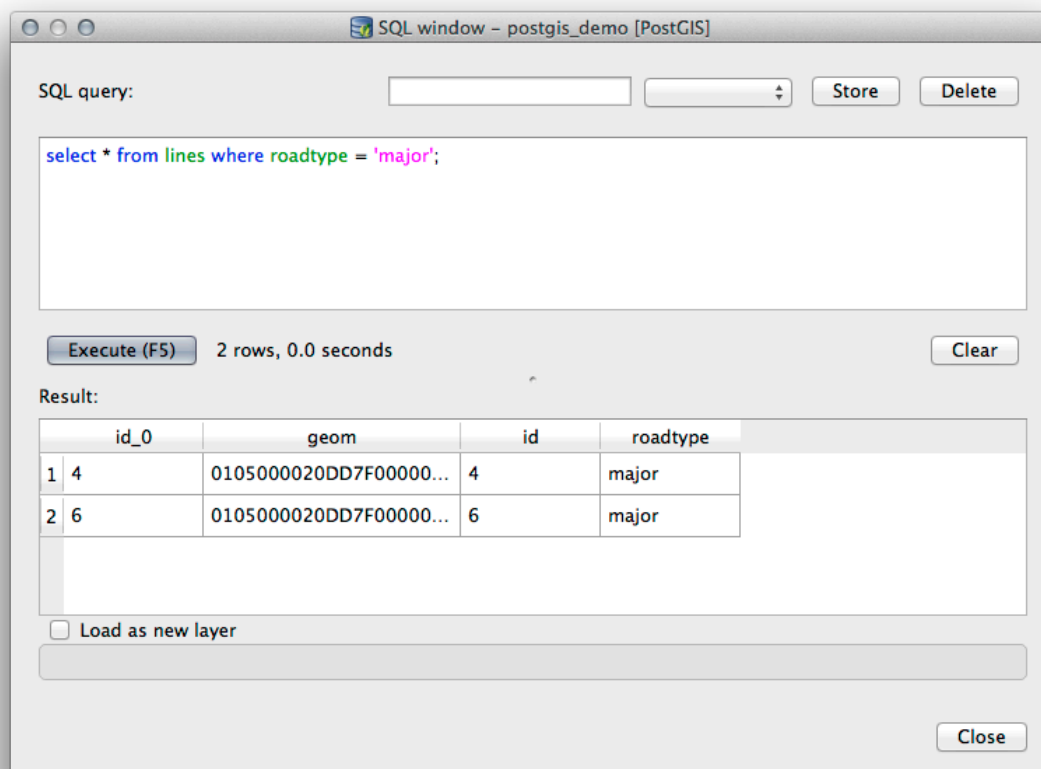 SQL window – postgis_demo [PostGIS]
SQL query:
Store
Delete
select * from lines where roadtype = 'major';
Execute (F5)
2 rows, 0.0 seconds
Clear
Result:
id_0 geom id roadtype
1 4 0105000020DD7F00000... 4 major
2 6 0105000020DD7F00000... 6 major
Load as new layer
Close